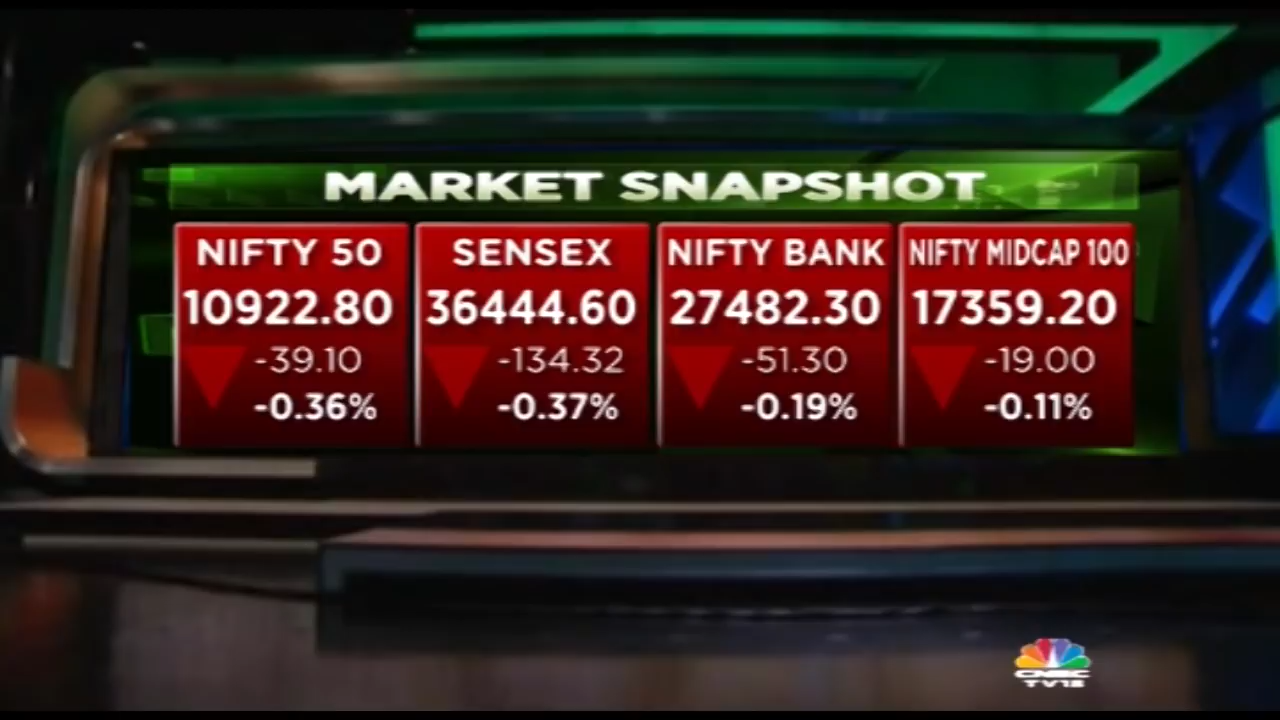 MARKET SNAPSHOT
NIFTY 50
10922.80
-39.10
-0.36%
SENSEX
36444.60
-134.32
-0.37%
NIFTY BANK
27482.30
-51.30
-0.19%
NIFTY MIDCAP 100
17359.20
-19.00
-0.11%
CNBC
TV18